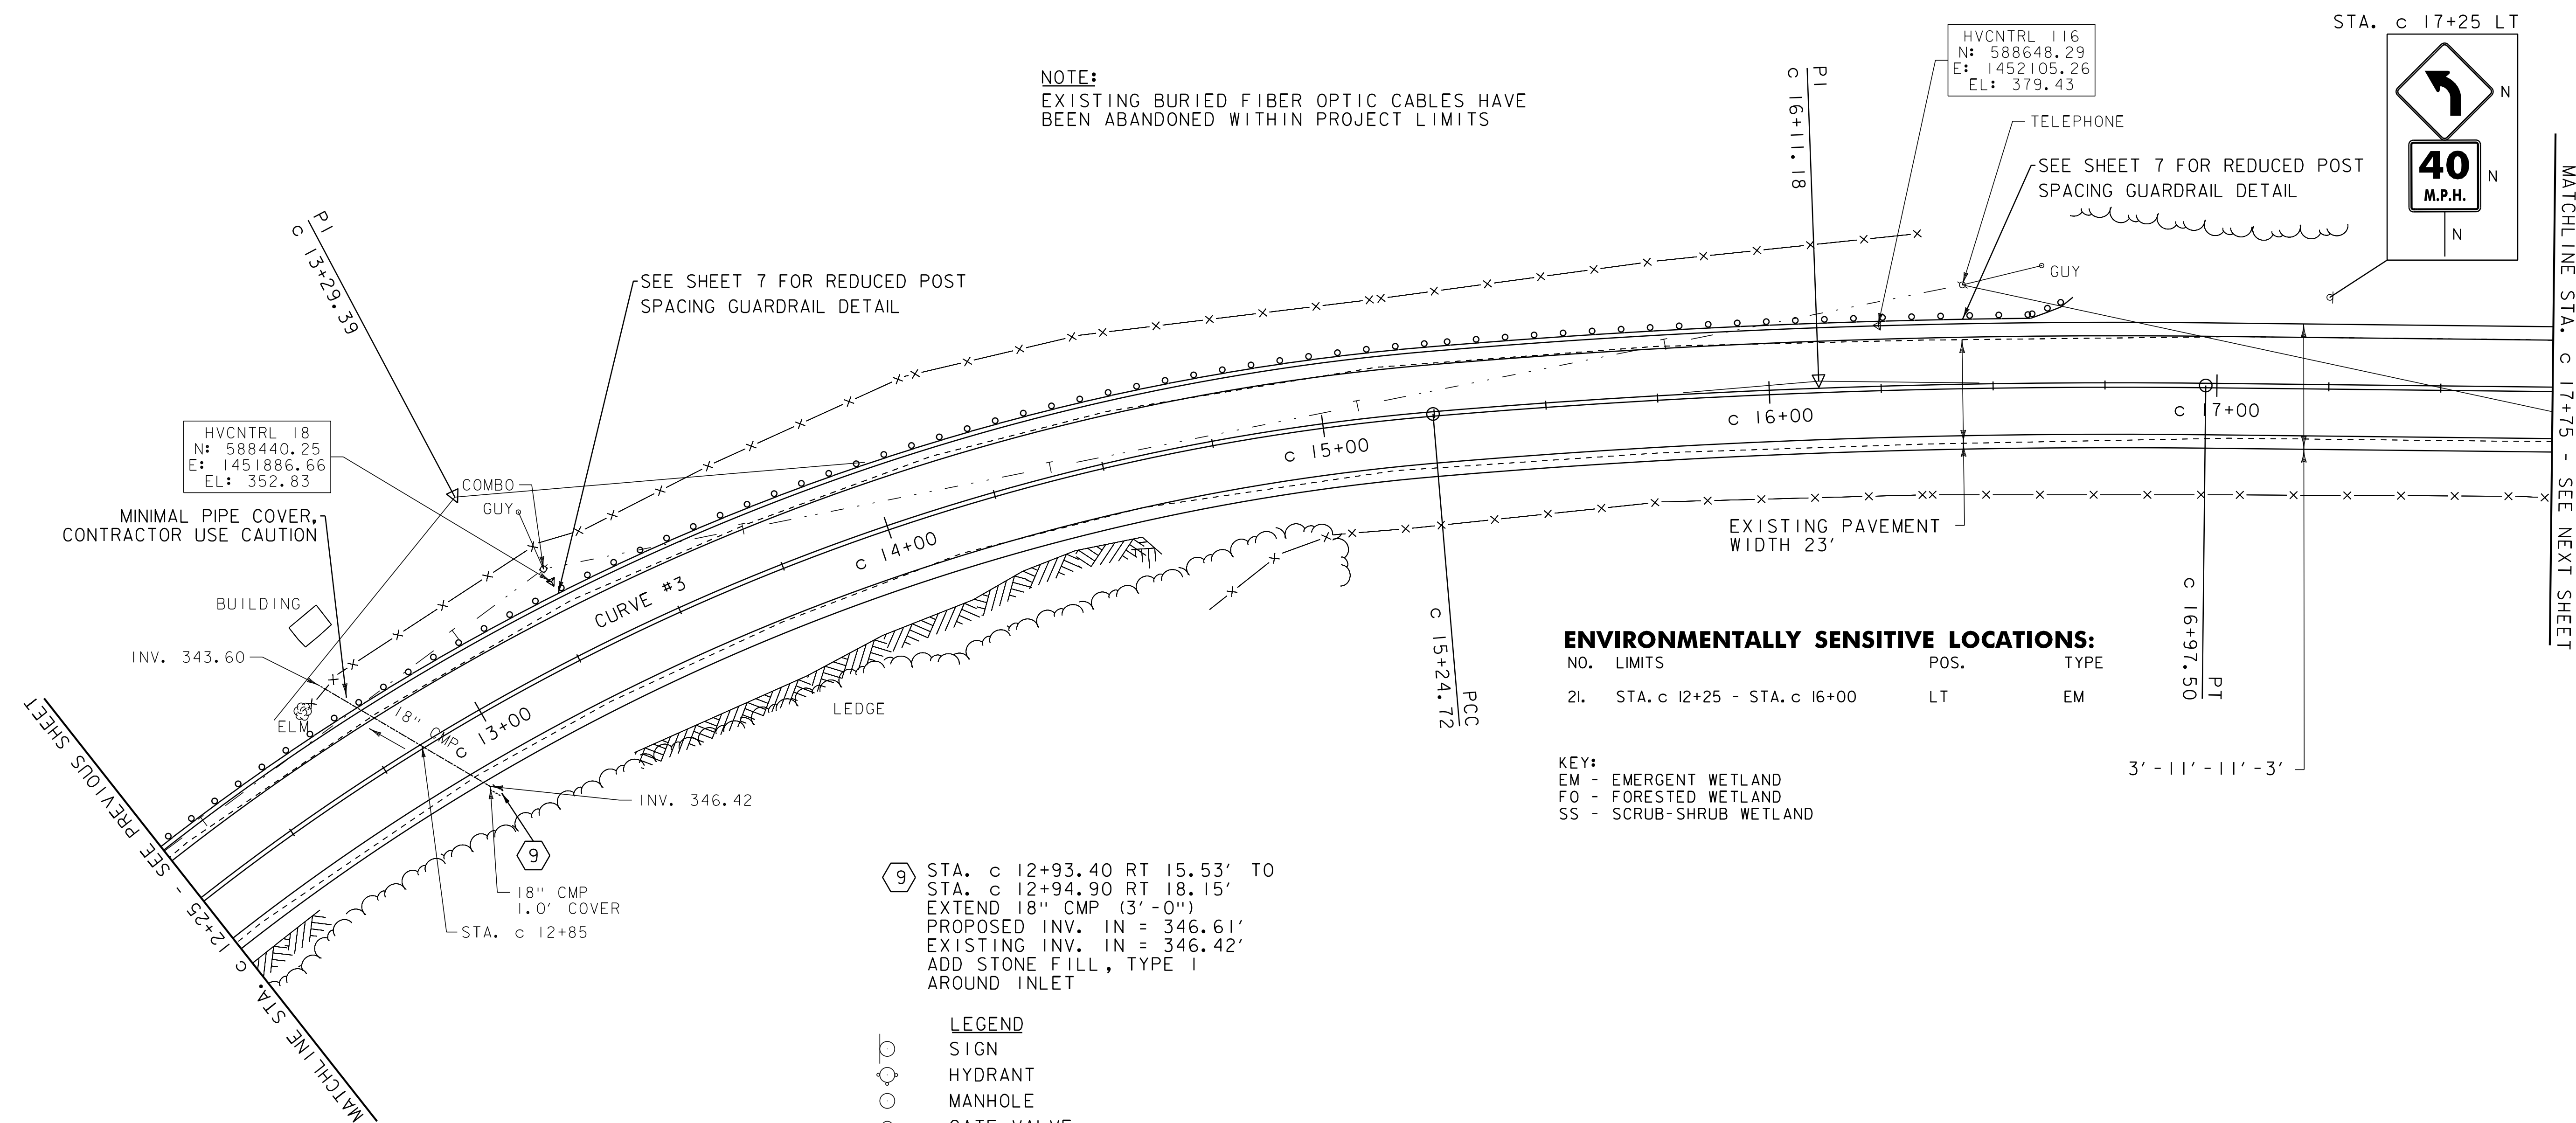 STA. c 17+25 LT
N
40
M.P.H.
N
N
HVCNTRL 116
N: 588648.29
E: 1452105.26
EL: 379.43
NOTE:
EXISTING BURIED FIBER OPTIC CABLES HAVE
BEEN ABANDONED WITHIN PROJECT LIMITS
PI
c 16+11.18
TELEPHONE
SEE SHEET 7 FOR REDUCED POST
SPACING GUARDRAIL DETAIL
GUY
MATCHLINE STA. c 17+75 - SEE NEXT SHEET
PI
c 13+29.39
SEE SHEET 7 FOR REDUCED POST
SPACING GUARDRAIL DETAIL
HVCNTRL 18
N: 588440.25
E: 1451886.66
EL: 352.83
COMBO
GUY
MINIMAL PIPE COVER,
CONTRACTOR USE CAUTION
BUILDING
INV. 343.60
ELM
18" CMP
c 13+00
CURVE #3
c 14+00
c 15+00
c 16+00
c 17+00
T
T
T
T
T
T
EXISTING PAVEMENT
WIDTH 23'
PCC
c 15+24.72
PT
c 16+97.50
LEDGE
INV. 346.42
9
18" CMP
1.0' COVER
STA. c 12+85
MATCHLINE STA. c 12+25 - SEE PREVIOUS SHEET
ENVIRONMENTALLY SENSITIVE LOCATIONS:
NO. LIMITS POS. TYPE
21. STA. c 12+25 - STA. c 16+00 LT EM
KEY:
EM - EMERGENT WETLAND
FO - FORESTED WETLAND
SS - SCRUB-SHRUB WETLAND
3'-11'-11'-3'
9 STA. c 12+93.40 RT 15.53' TO
STA. c 12+94.90 RT 18.15'
EXTEND 18" CMP (3'-0")
PROPOSED INV. IN = 346.61'
EXISTING INV. IN = 346.42'
ADD STONE FILL, TYPE I
AROUND INLET
LEGEND
SIGN
HYDRANT
MANHOLE